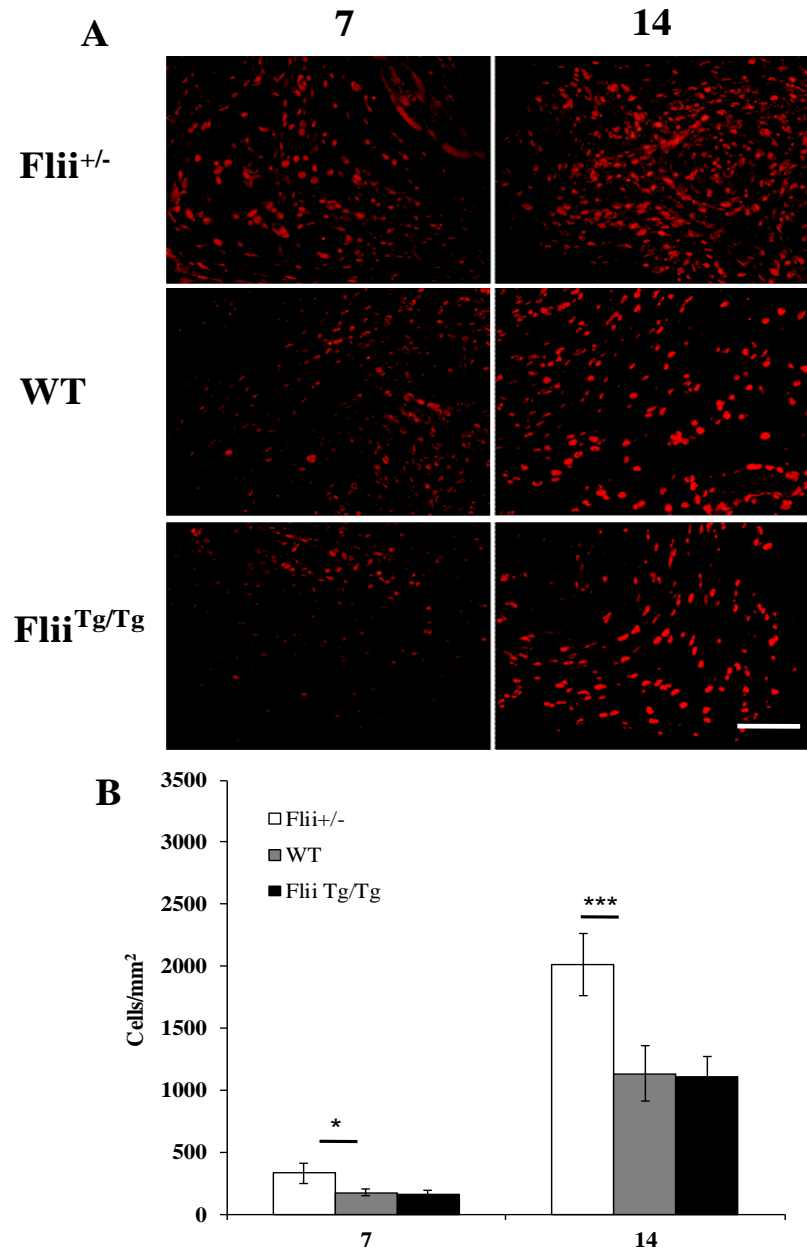 A
7 14
Flii+/-
WT
FliiTg/Tg
B
3500
3000
2500
2000
1500
1000
500
0
Cells/mm2
Flii+/-
WT
Flii Tg/Tg
*
***
7 14